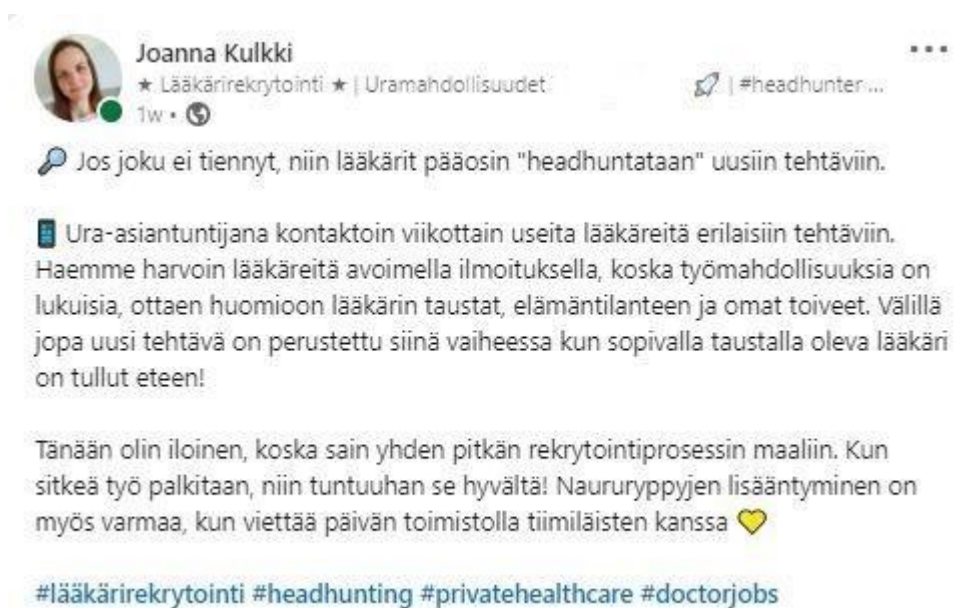 Joanna Kulkki
★ Lääkärirekrytointi ★ | Uramahdollisuudet 🚀 | #headhunter ...
1w •
🔎 Jos joku ei tiennyt, niin lääkärit pääosin "headhuntataan" uusiin tehtäviin.
📱 Ura-asiantuntijana kontaktoin viikottain useita lääkäreitä erilaisiin tehtäviin.
Haemme harvoin lääkäreitä avoimella ilmoituksella, koska työmahdollisuuksia on
lukuisia, ottaen huomioon lääkärin taustat, elämäntilanteen ja omat toiveet. Välillä
jopa uusi tehtävä on perustettu siinä vaiheessa kun sopivalla taustalla oleva lääkäri
on tullut eteen!
Tänään olin iloinen, koska sain yhden pitkän rekrytointiprosessin maaliin. Kun
sitkeä työ palkitaan, niin tuntuuhan se hyvältä! Naururyppyjen lisääntyminen on
myös varmaa, kun viettää päivän toimistolla tiimiläisten kanssa 💛
#lääkärirekrytointi #headhunting #privatehealthcare #doctorjobs